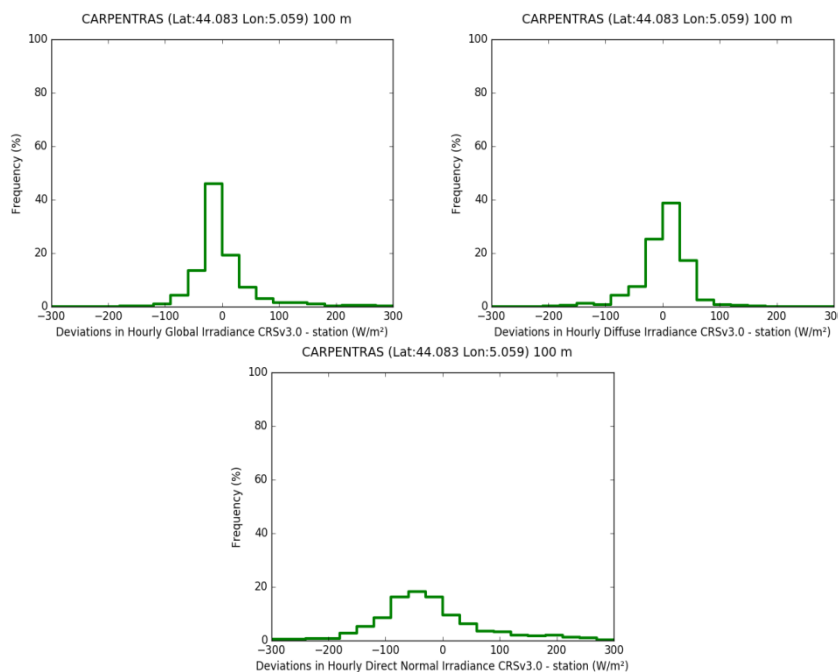 CARPENTRAS (Lat:44.083 Lon:5.059) 100 m
100
80
60
40
20
0
Frequency (%)
−300 −200 −100 0 100 200 300
Deviations in Hourly Global Irradiance CRSv3.0 - station (W/m²)
CARPENTRAS (Lat:44.083 Lon:5.059) 100 m
100
80
60
40
20
0
Frequency (%)
−300 −200 −100 0 100 200 300
Deviations in Hourly Diffuse Irradiance CRSv3.0 - station (W/m²)
CARPENTRAS (Lat:44.083 Lon:5.059) 100 m
100
80
60
40
20
0
Frequency (%)
−300 −200 −100 0 100 200 300
Deviations in Hourly Direct Normal Irradiance CRSv3.0 - station (W/m²)